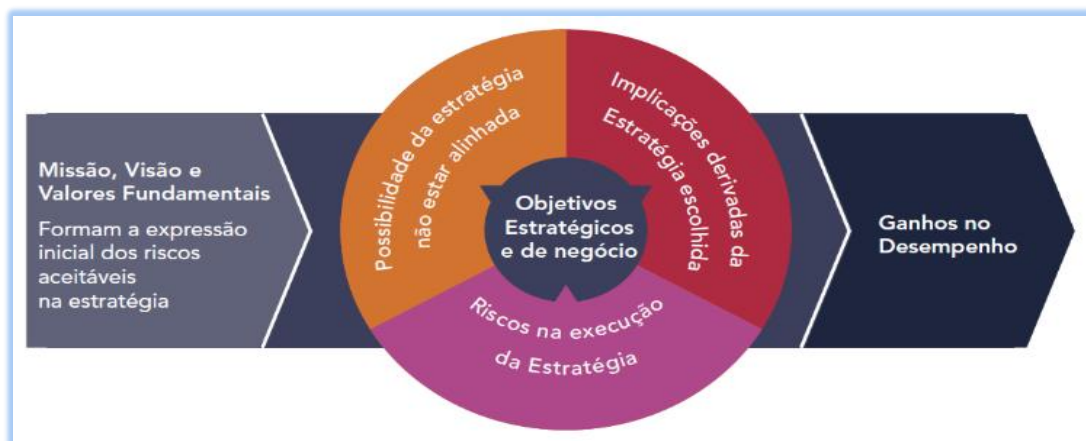 Missão, Visão e
Valores Fundamentais
Formam a expressão
inicial dos riscos
aceitáveis
na estratégia
Possibilidade da estratégia
não estar alinhada
Implicações derivadas da
Estratégia escolhida
Objetivos
Estratégicos
e de negócio
Riscos na execução
da Estratégia
Ganhos no
Desempenho